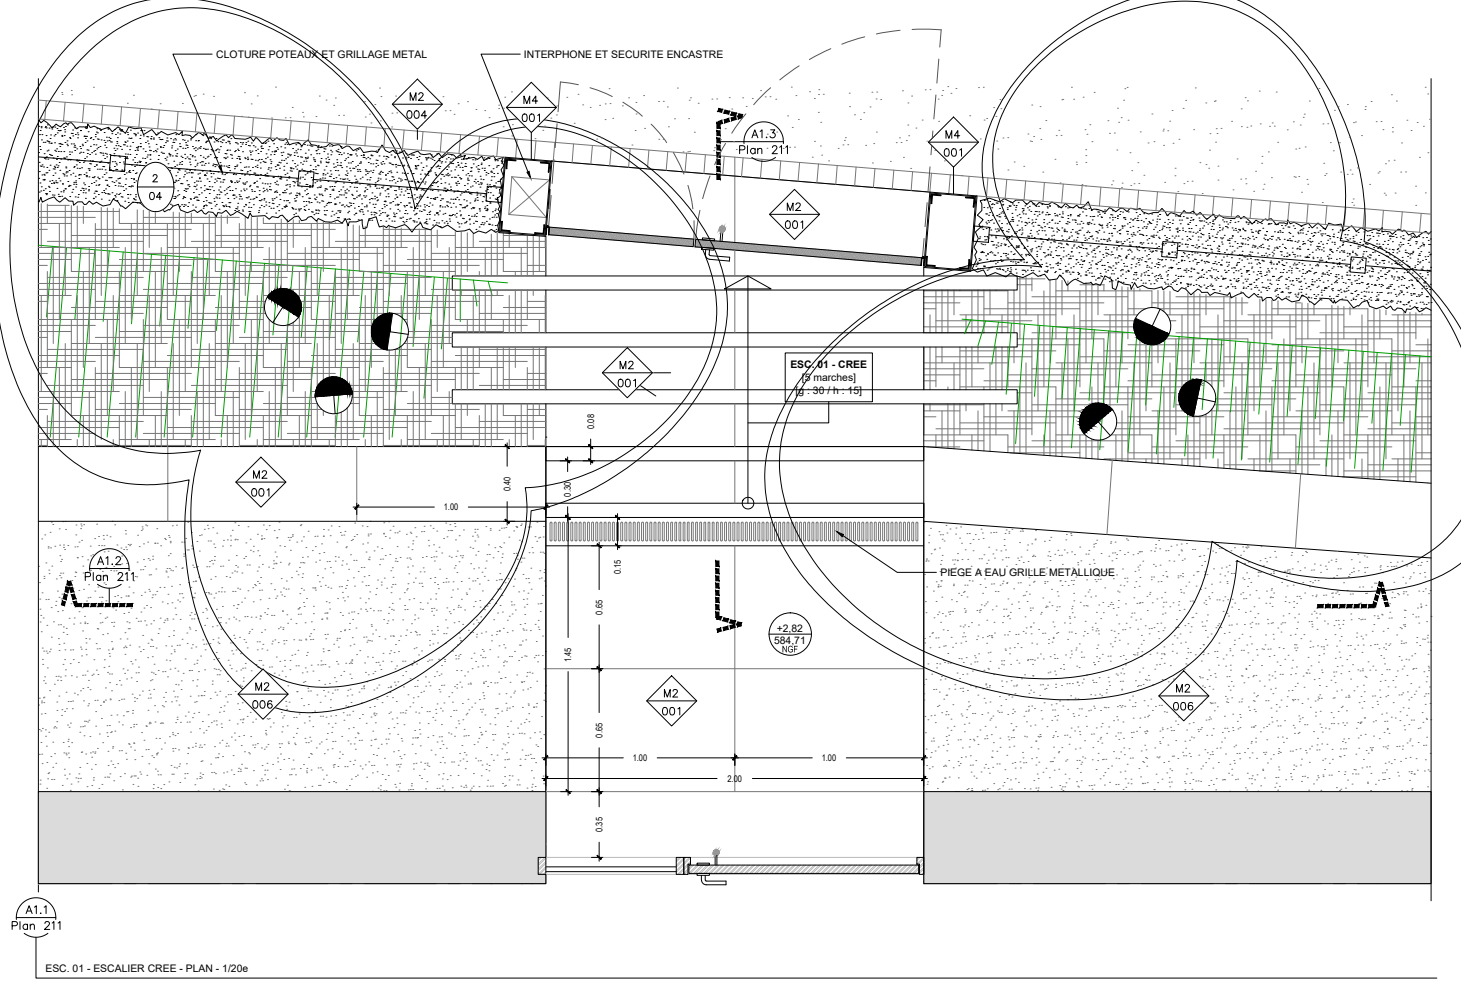 CLOTURE POTEAUX ET GRILLAGE METAL
INTERPHONE ET SECURITE ENCASTRE
M2
004
M4
001
A1.3
Plan 211
M4
001
2
04
M2
001
M2
001
ESC. 01 - CREE
[5 marches]
[g : 30 / h : 15]
0.08
M2
001
0.40
0.30
1.00
A1.2
Plan 211
0.15
PIEGE A EAU GRILLE METALLIQUE
0.65
+2,82
584,71
NGF
1.45
M2
006
M2
001
M2
006
0.65
1.00
1.00
2.00
0.35
A1.1
Plan 211
ESC. 01 - ESCALIER CREE - PLAN - 1/20e